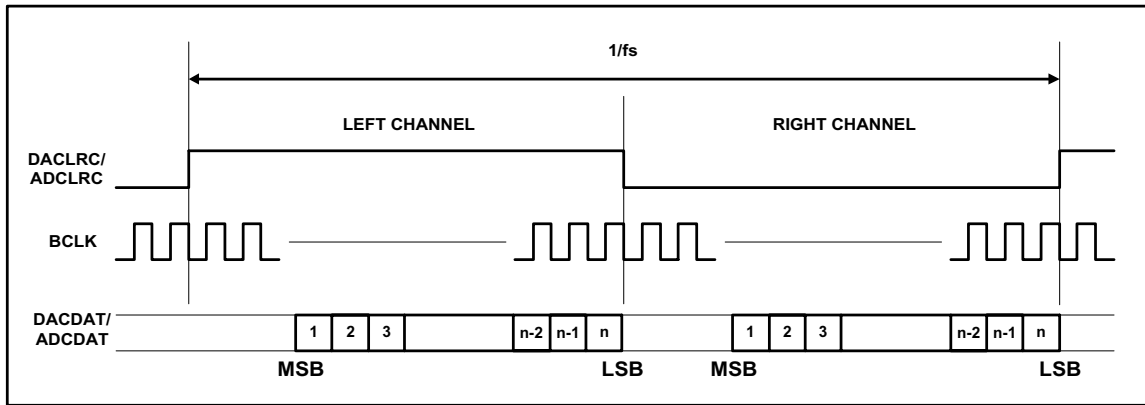 1/fs
LEFT CHANNEL
RIGHT CHANNEL
DACLRC/
ADCLRC
BCLK
DACDAT/
ADCDAT
1 2 3 n-2 n-1 n 1 2 3 n-2 n-1 n
MSB LSB MSB LSB